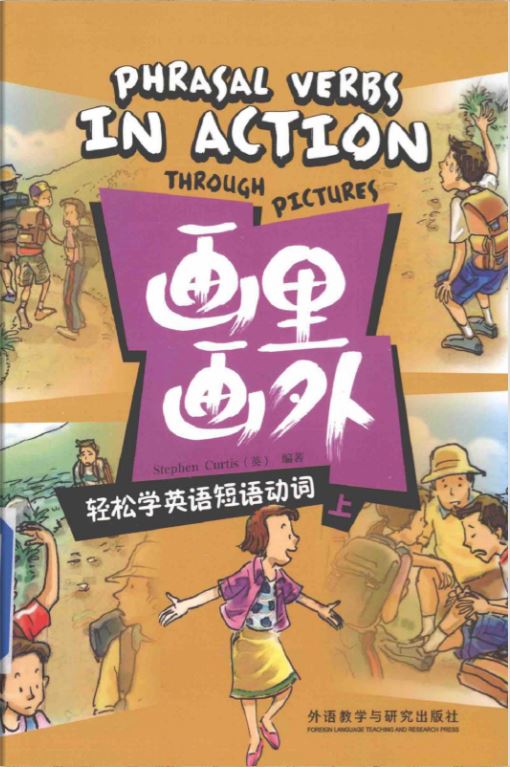 PHRASAL VERBS
IN ACTION
THROUGH PICTURES
画里
画外
Stephen Curtis（英） 编著
轻松学英语短语动词 上
外语教学与研究出版社
FOREIGN LANGUAGE TEACHING AND RESEARCH PRESS